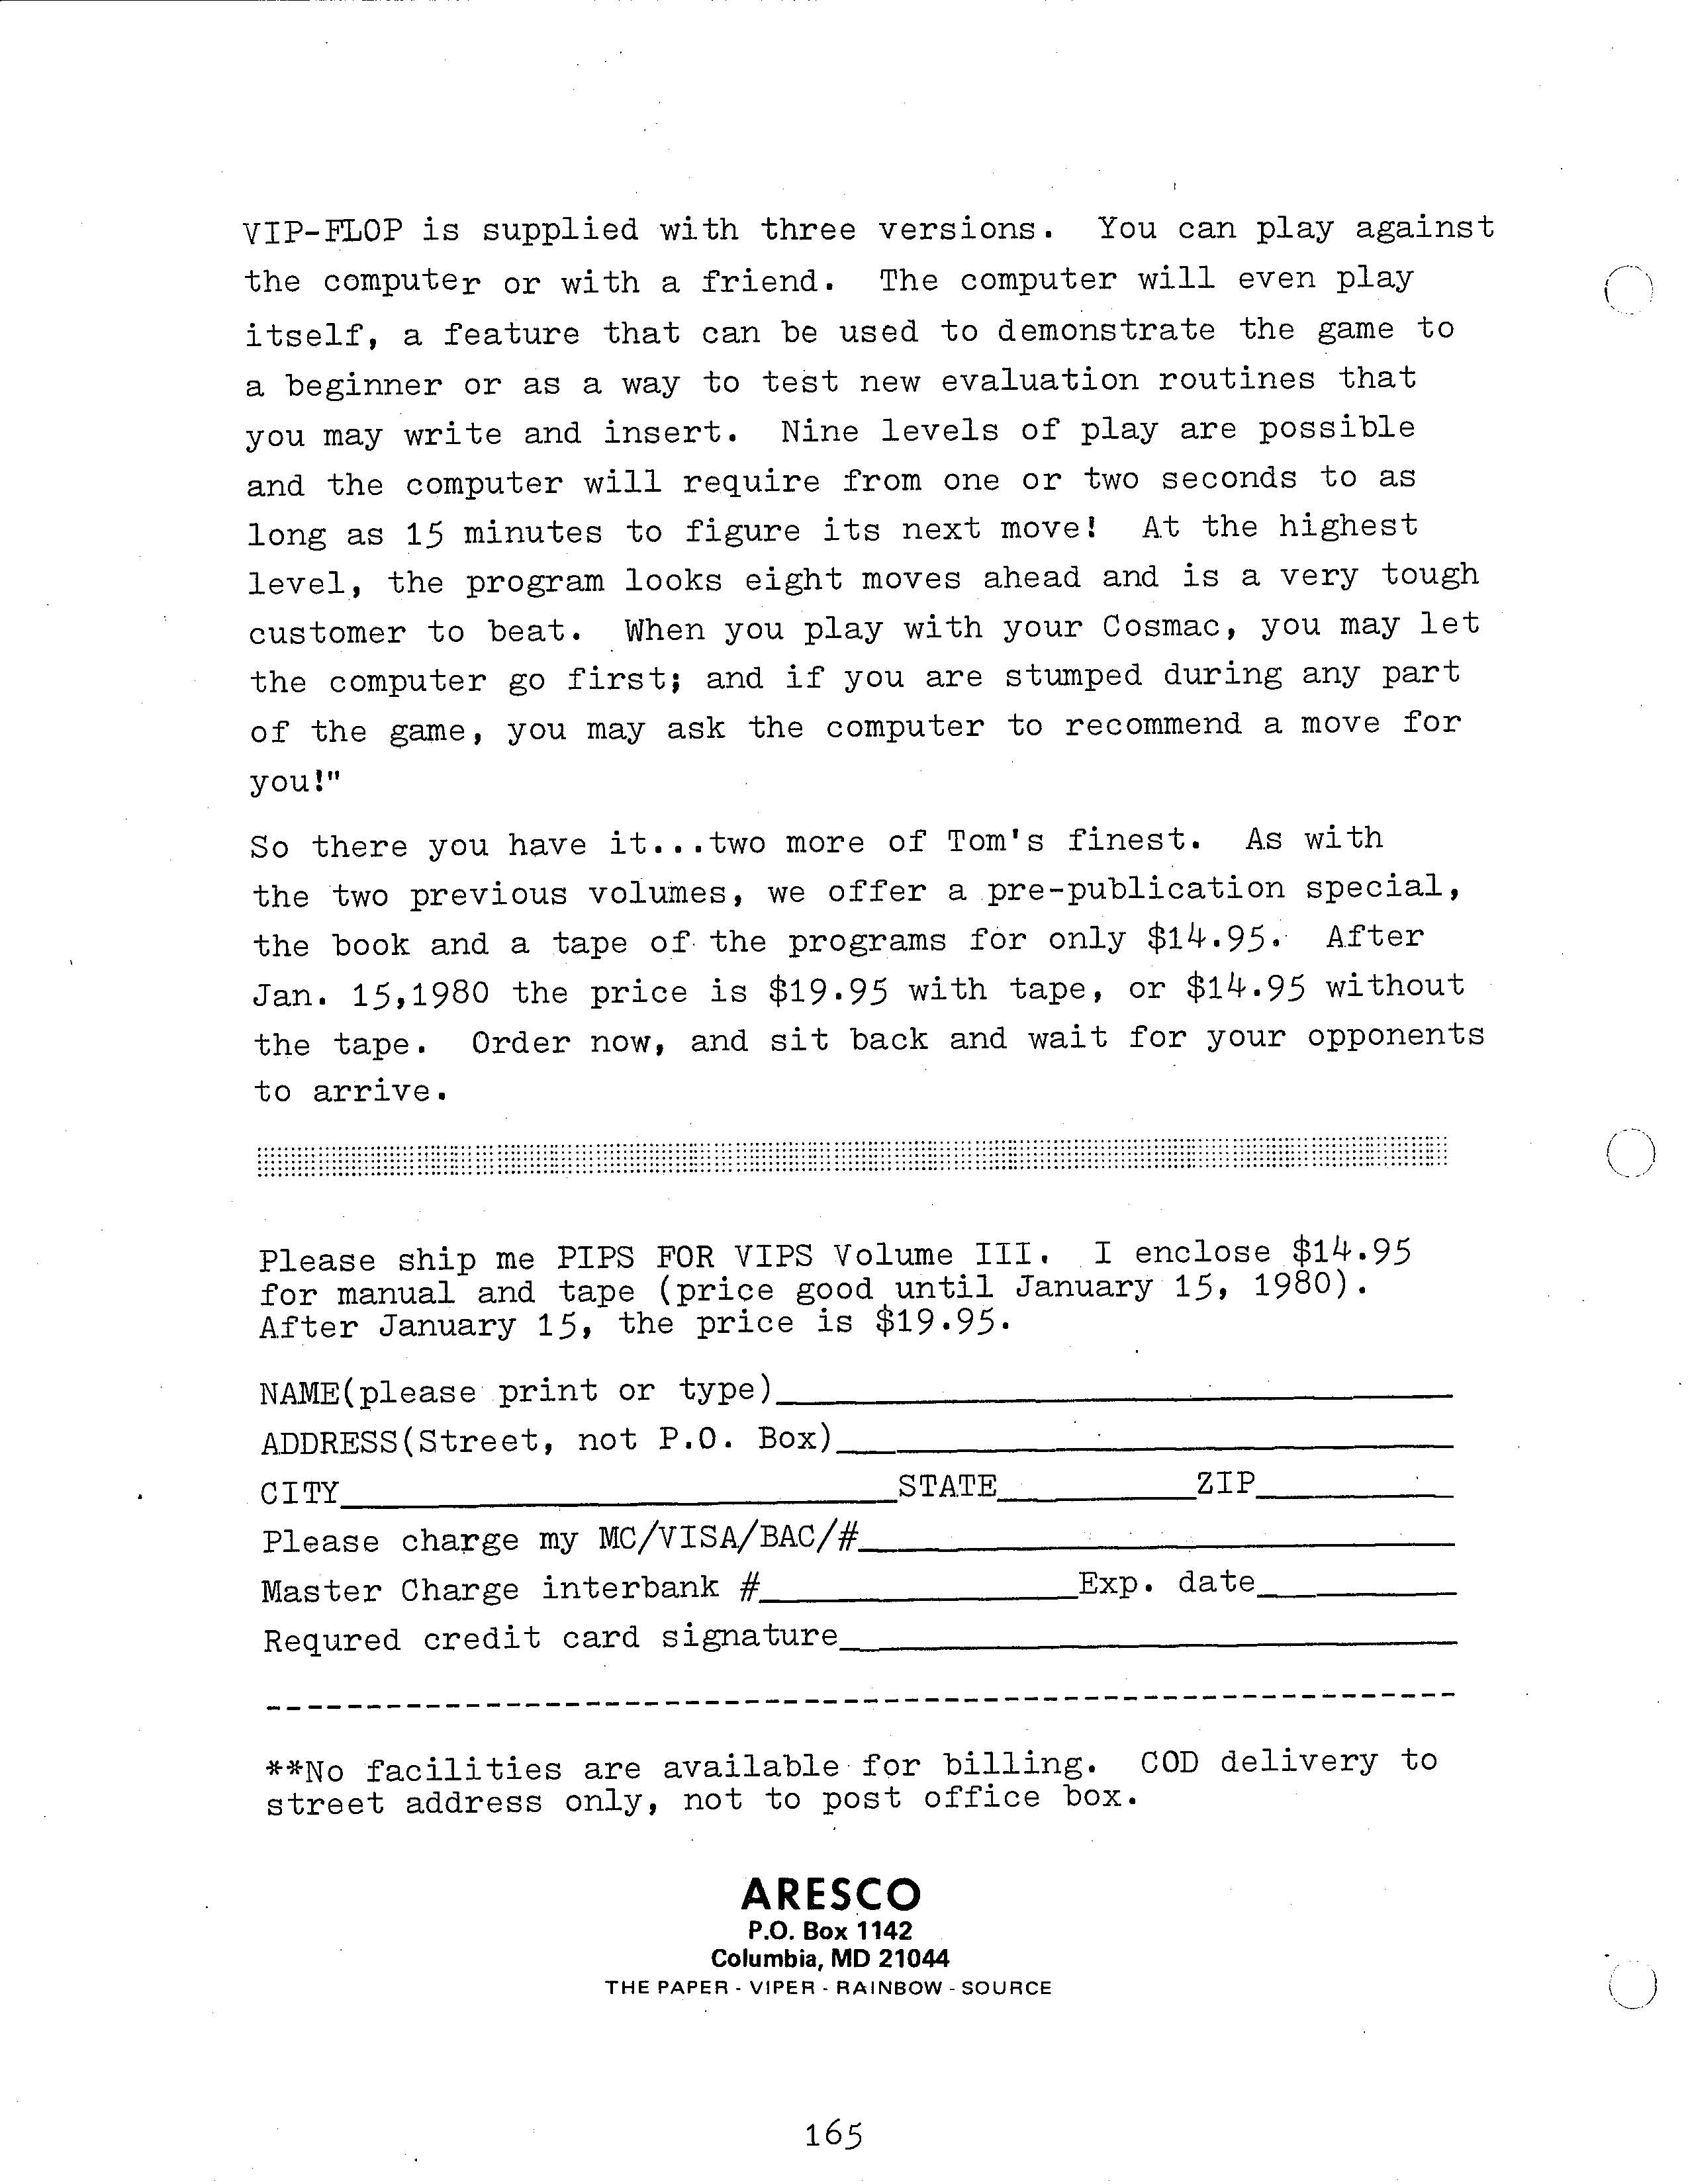 VIP-FLOP is supplied with three versions.  You can play against
the computer or with a friend.  The computer will even play
itself, a feature that can be used to demonstrate the game to
a beginner or as a way to test new evaluation routines that
you may write and insert.  Nine levels of play are possible
and the computer will require from one or two seconds to as
long as 15 minutes to figure its next move!  At the highest
level, the program looks eight moves ahead and is a very tough
customer to beat.  When you play with your Cosmac, you may let
the computer go first; and if you are stumped during any part
of the game, you may ask the computer to recommend a move for
you!"
So there you have it...two more of Tom's finest.  As with
the two previous volumes, we offer a pre-publication special,
the book and a tape of the programs for only $14.95.  After
Jan. 15,1980 the price is $19.95 with tape, or $14.95 without
the tape.  Order now, and sit back and wait for your opponents
to arrive.
Please ship me PIPS FOR VIPS Volume III.  I enclose $14.95
for manual and tape (price good until January 15, 1980).
After January 15, the price is $19.95.
NAME(please print or type)
ADDRESS(Street, not P.O. Box)
CITY STATE ZIP
Please charge my MC/VISA/BAC/#
Master Charge interbank # Exp. date
Requred credit card signature
**No facilities are available for billing.  COD delivery to
street address only, not to post office box.
ARESCO
P.O. Box 1142
Columbia, MD 21044
THE PAPER - VIPER - RAINBOW - SOURCE
165